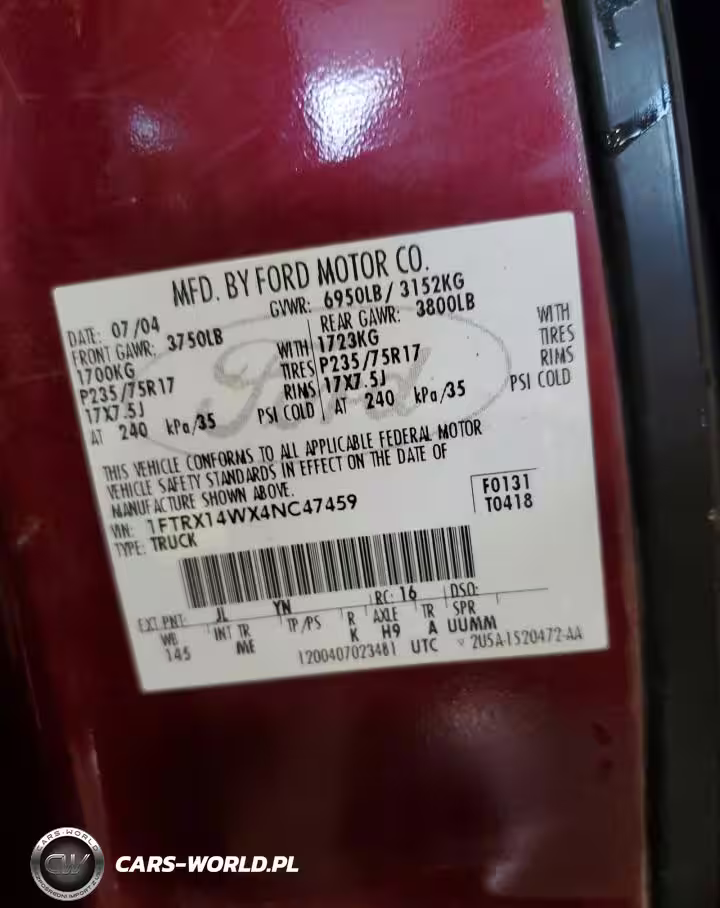 MFD. BY FORD MOTOR CO.
DATE: 07/04 GVWR: 6950LB/ 3152KG
FRONT GAWR: 3750LB REAR GAWR: 3800LB
1700KG WITH 1723KG WITH
P235/75R17 TIRES P235/75R17 TIRES
17X7.5J RIMS 17X7.5J RIMS
AT 240 kPa/35 PSI COLD AT 240 kPa/35 PSI COLD
THIS VEHICLE CONFORMS TO ALL APPLICABLE FEDERAL MOTOR
VEHICLE SAFETY STANDARDS IN EFFECT ON THE DATE OF
MANUFACTURE SHOWN ABOVE.
VIN: 1FTRX14WX4NC47459 F0131
TYPE: TRUCK T0418
EXT PNT: JL YN RC: 16 DSO:
WB INT TR TP/PS R AXLE TR SPR
145 ME K H9 A UUMM
1200407023481 UTC 2U5A-1520472-AA
Ford
CARS-WORLD
CW
CARS-WORLD.PL